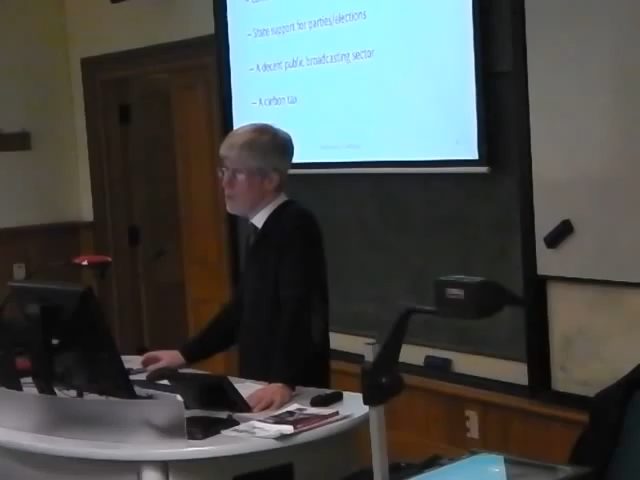 – State support for parties/elections
– A decent public broadcasting sector
– A carbon tax